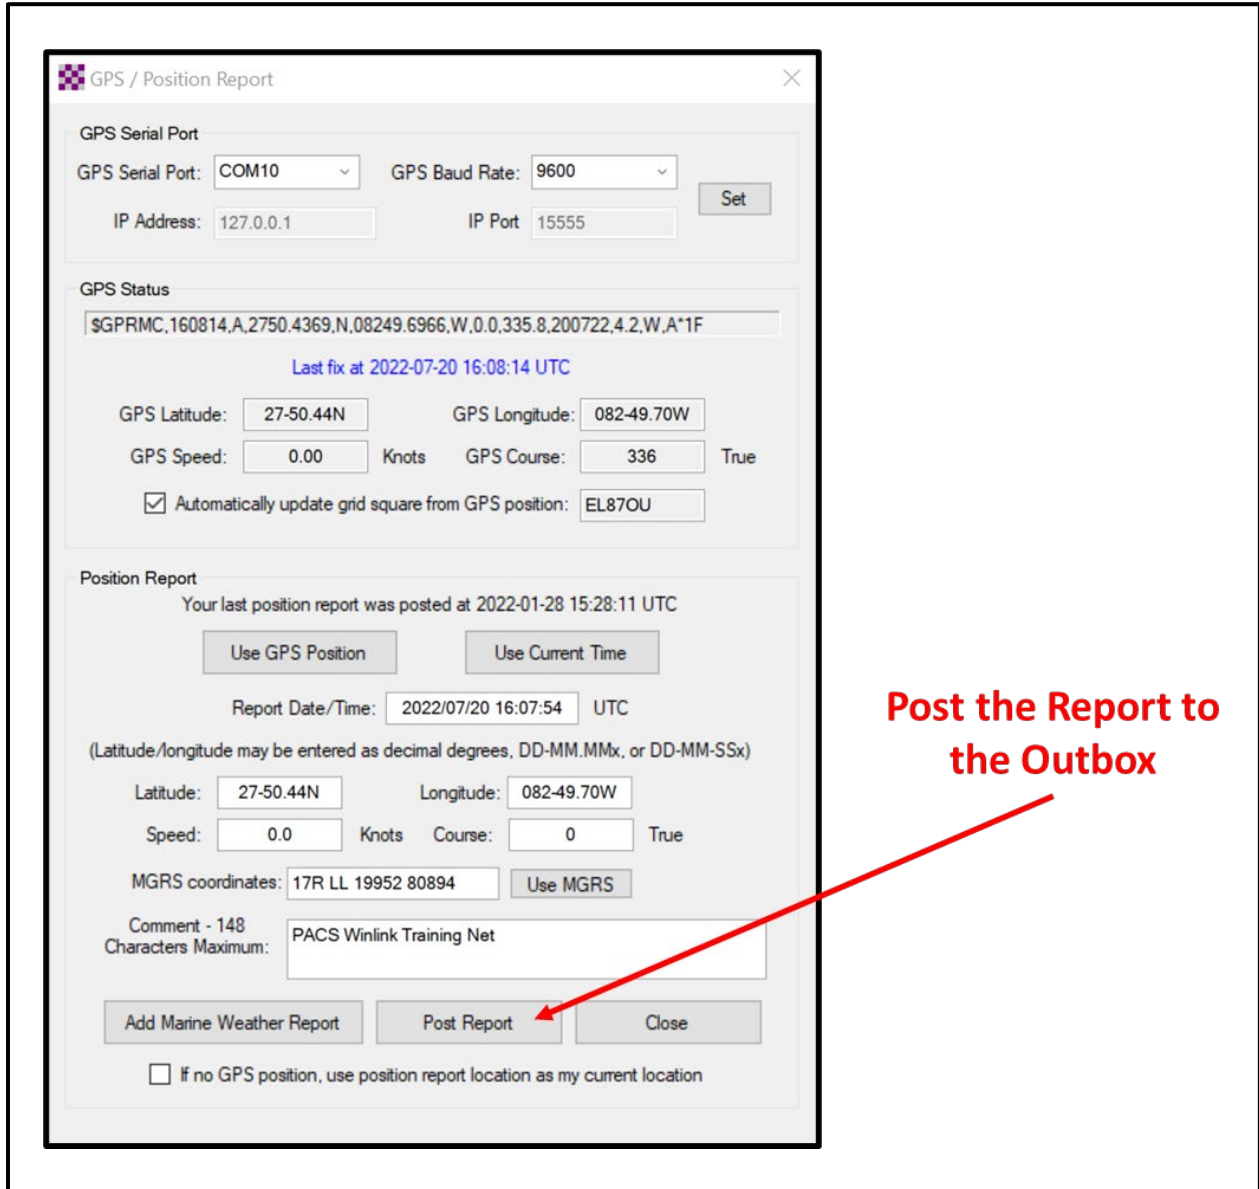 GPS / Position Report
GPS Serial Port
GPS Serial Port: COM10 GPS Baud Rate: 9600
Set
IP Address: 127.0.0.1 IP Port 15555
GPS Status
$GPRMC,160814,A,2750.4369,N,08249.6966,W,0.0,335.8,200722,4.2,W,A*1F
Last fix at 2022-07-20 16:08:14 UTC
GPS Latitude: 27-50.44N GPS Longitude: 082-49.70W
GPS Speed: 0.00 Knots GPS Course: 336 True
Automatically update grid square from GPS position: EL87OU
Position Report
Your last position report was posted at 2022-01-28 15:28:11 UTC
Use GPS Position Use Current Time
Report Date/Time: 2022/07/20 16:07:54 UTC
(Latitude/longitude may be entered as decimal degrees, DD-MM.MMx, or DD-MM-SSx)
Latitude: 27-50.44N Longitude: 082-49.70W
Speed: 0.0 Knots Course: 0 True
MGRS coordinates: 17R LL 19952 80894 Use MGRS
Comment - 148
Characters Maximum: PACS Winlink Training Net
Add Marine Weather Report Post Report Close
If no GPS position, use position report location as my current location
Post the Report to
the Outbox